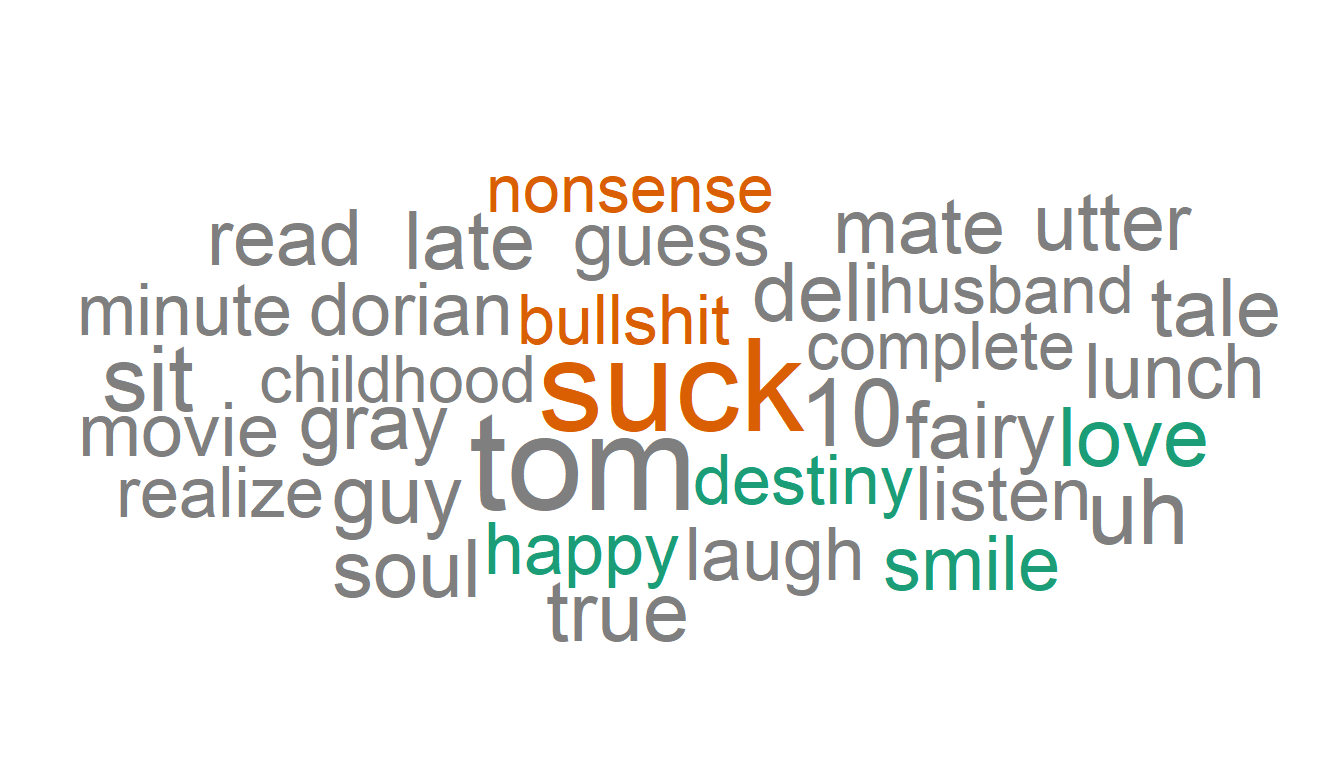 nonsense
read late guess mate utter
minute dorian bullshit deli husband tale
sit childhood suck complete lunch
movie gray tom 10 fairy love
realize guy destiny listen uh
soul happy laugh smile
true